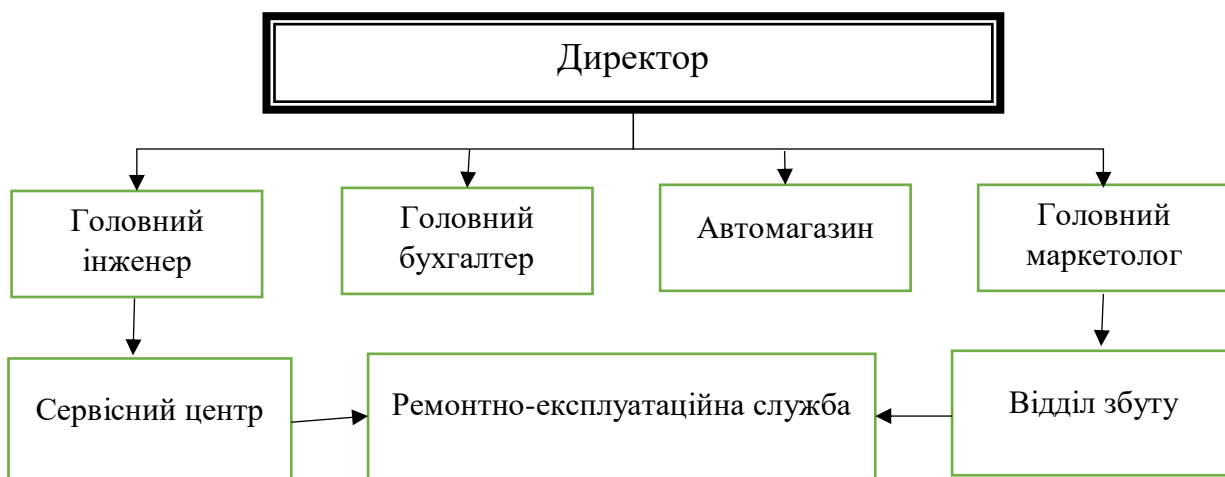 Директор
Головний
інженер
Головний
бухгалтер
Автомагазин
Головний
маркетолог
Сервісний центр
Ремонтно-експлуатаційна служба
Відділ збуту